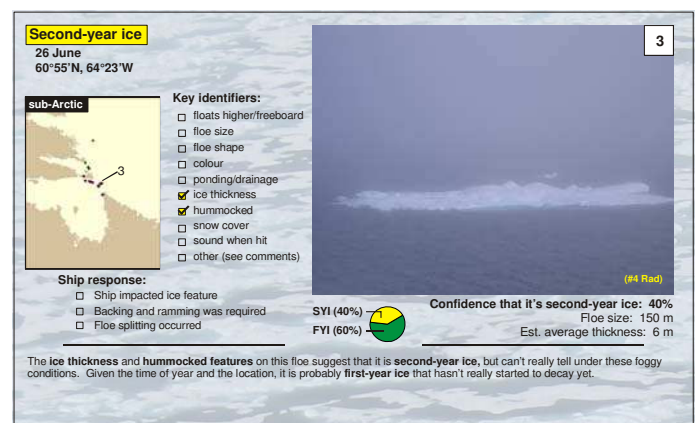 Second-year ice
26 June
60°55'N, 64°23'W
3
sub-Arctic
3
Key identifiers:
floats higher/freeboard
floe size
floe shape
colour
ponding/drainage
ice thickness
hummocked
snow cover
sound when hit
other (see comments)
(#4 Rad)
Ship response:
Ship impacted ice feature
Backing and ramming was required
Floe splitting occurred
SYI (40%)
FYI (60%)
Confidence that it's second-year ice: 40%
Floe size: 150 m
Est. average thickness: 6 m
The ice thickness and hummocked features on this floe suggest that it is second-year ice, but can't really tell under these foggy
conditions. Given the time of year and the location, it is probably first-year ice that hasn't really started to decay yet.